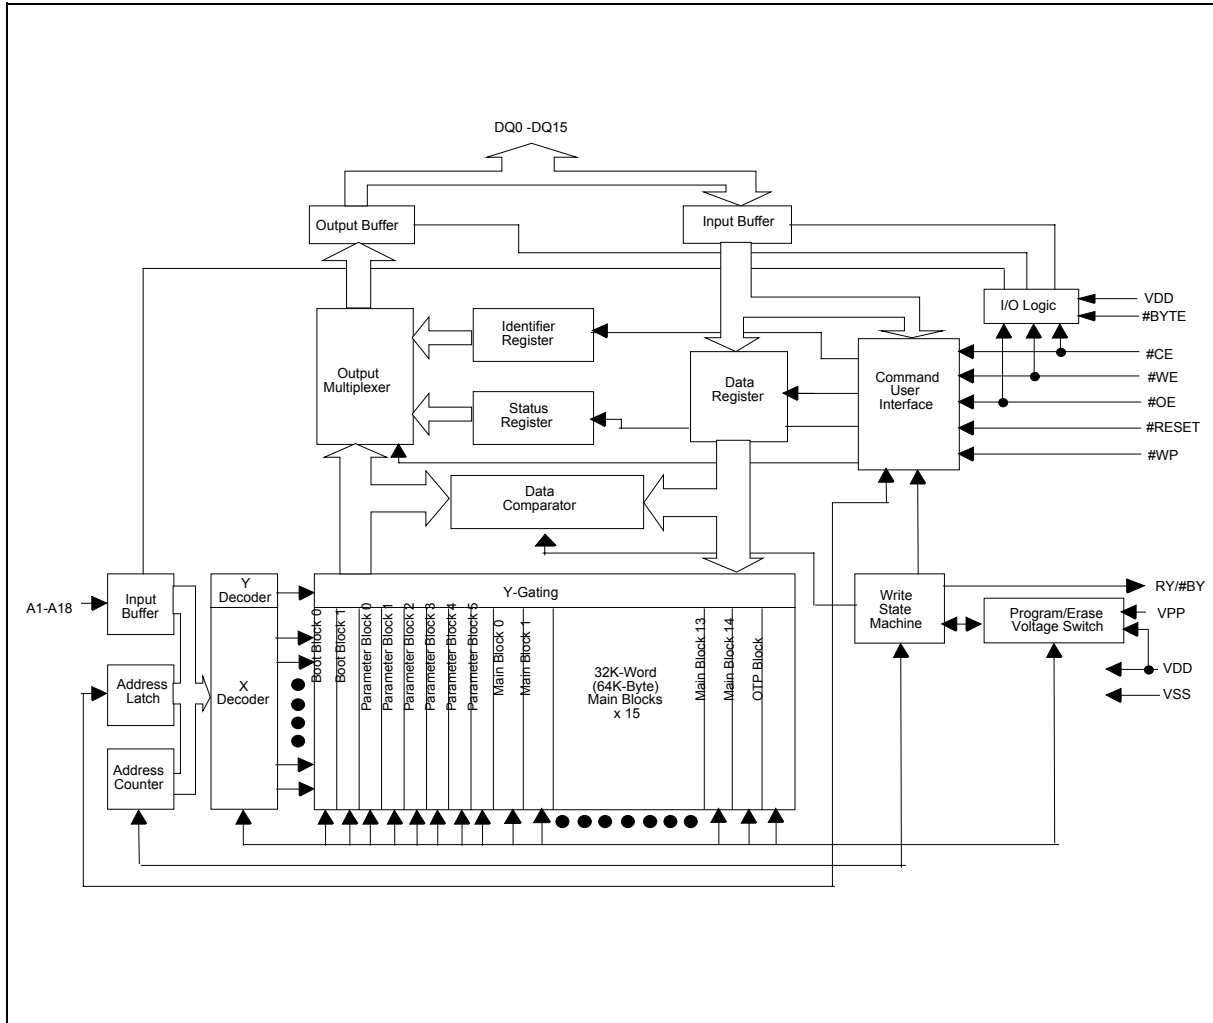 DQ0 -DQ15
Output Buffer
Input Buffer
I/O Logic
VDD
#BYTE
Identifier
Register
Output
Multiplexer
Status
Register
Data
Register
Command
User
Interface
#CE
#WE
#OE
#RESET
#WP
Data
Comparator
A1-A18
Input
Buffer
Y
Decoder
Y-Gating
Address
Latch
X
Decoder
Address
Counter
Boot Block 0
Boot Block 1
Parameter Block 0
Parameter Block 1
Parameter Block 2
Parameter Block 3
Parameter Block 4
Parameter Block 5
Main Block 0
Main Block 1
32K-Word
(64K-Byte)
Main Blocks
x 15
Main Block 13
Main Block 14
OTP Block
Write
State
Machine
Program/Erase
Voltage Switch
RY/#BY
VPP
VDD
VSS